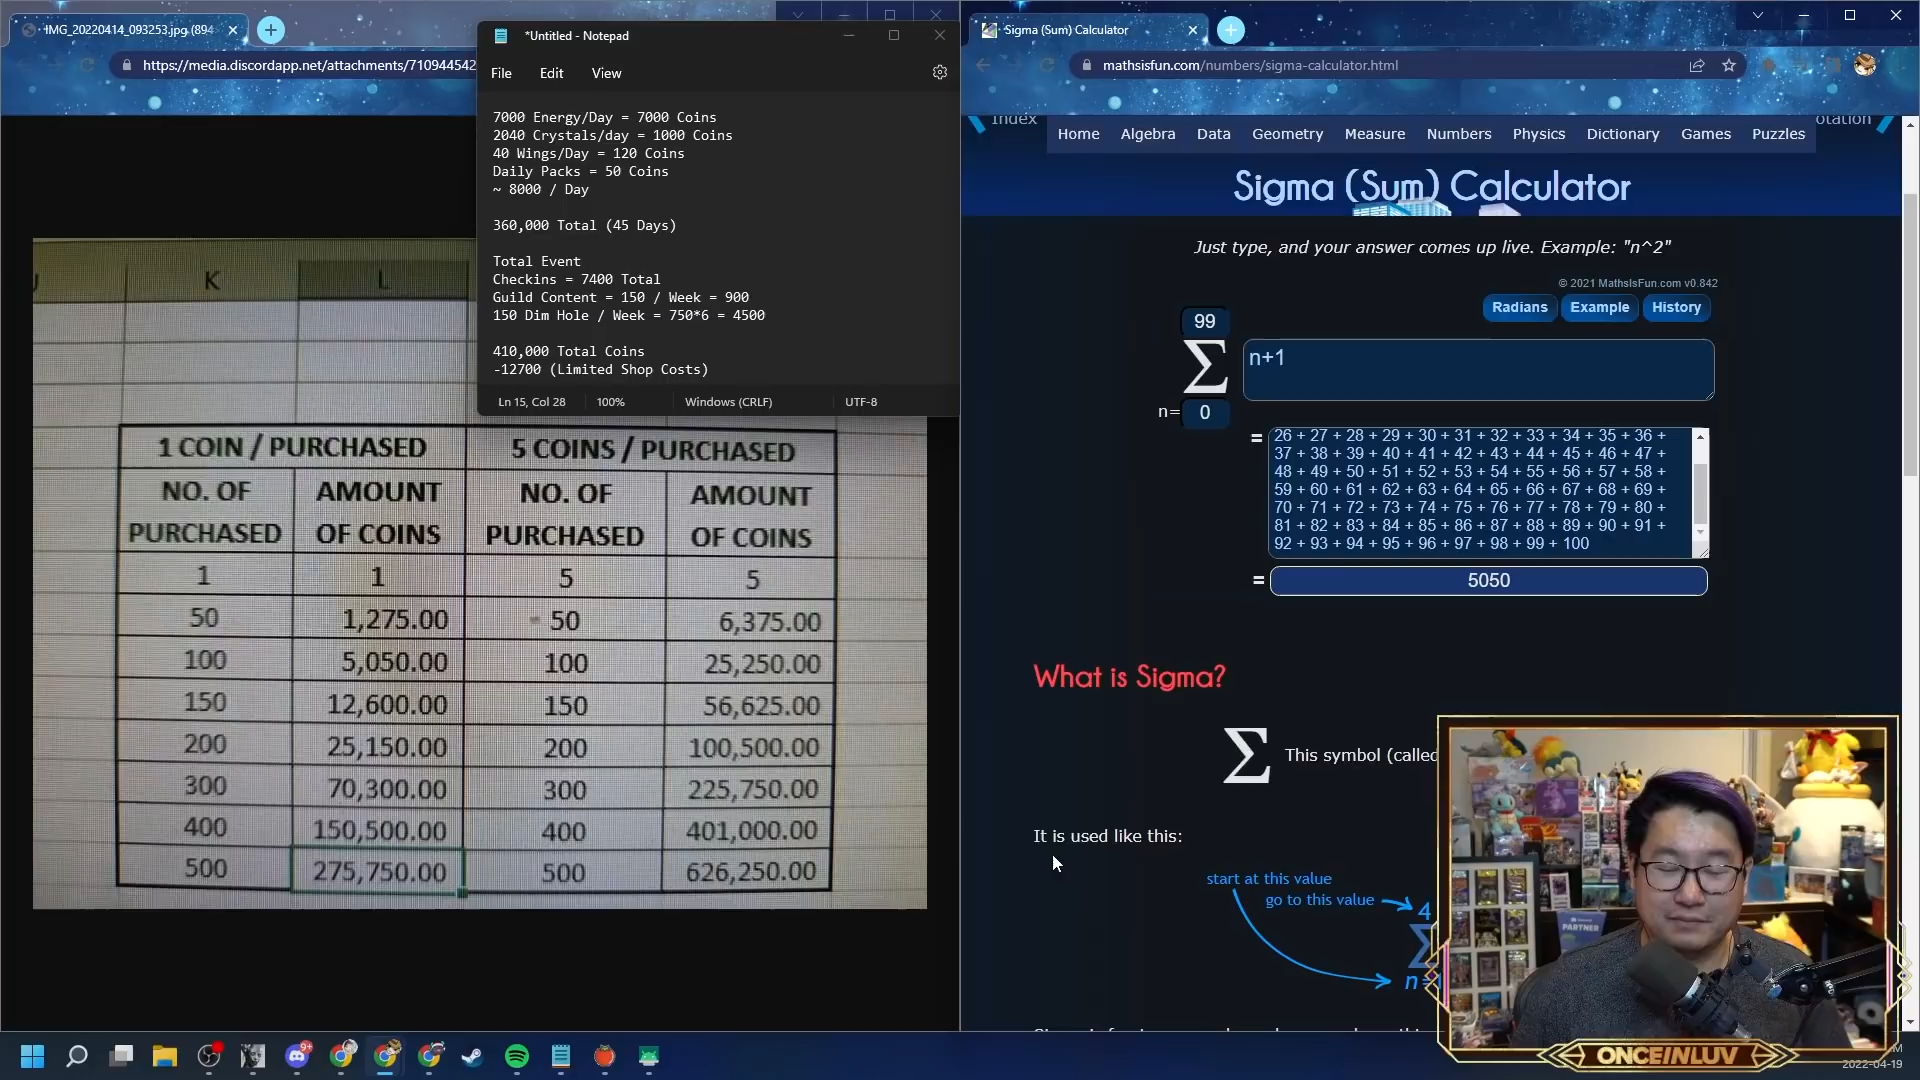 IMG_20220414_093253.jpg (894
https://media.discordapp.net/attachments/710944542
*Untitled - Notepad
File Edit View
7000 Energy/Day = 7000 Coins
2040 Crystals/day = 1000 Coins
40 Wings/Day = 120 Coins
Daily Packs = 50 Coins
~ 8000 / Day
360,000 Total (45 Days)
Total Event
Checkins = 7400 Total
Guild Content = 150 / Week = 900
150 Dim Hole / Week = 750*6 = 4500
410,000 Total Coins
-12700 (Limited Shop Costs)
Ln 15, Col 28 100% Windows (CRLF) UTF-8
K L
1 COIN / PURCHASED 5 COINS / PURCHASED
NO. OF PURCHASED AMOUNT OF COINS NO. OF PURCHASED AMOUNT OF COINS
1 1 5 5
50 1,275.00 50 6,375.00
100 5,050.00 100 25,250.00
150 12,600.00 150 56,625.00
200 25,150.00 200 100,500.00
300 70,300.00 300 225,750.00
400 150,500.00 400 401,000.00
500 275,750.00 500 626,250.00
Sigma (Sum) Calculator
mathsisfun.com/numbers/sigma-calculator.html
Index
Home Algebra Data Geometry Measure Numbers Physics Dictionary Games Puzzles
Sigma (Sum) Calculator
Just type, and your answer comes up live. Example: "n^2"
© 2021 MathsIsFun.com v0.842
Radians Example History
99
Σ n+1
n= 0
= 26 + 27 + 28 + 29 + 30 + 31 + 32 + 33 + 34 + 35 + 36 +
37 + 38 + 39 + 40 + 41 + 42 + 43 + 44 + 45 + 46 + 47 +
48 + 49 + 50 + 51 + 52 + 53 + 54 + 55 + 56 + 57 + 58 +
59 + 60 + 61 + 62 + 63 + 64 + 65 + 66 + 67 + 68 + 69 +
70 + 71 + 72 + 73 + 74 + 75 + 76 + 77 + 78 + 79 + 80 +
81 + 82 + 83 + 84 + 85 + 86 + 87 + 88 + 89 + 90 + 91 +
92 + 93 + 94 + 95 + 96 + 97 + 98 + 99 + 100
= 5050
What is Sigma?
Σ This symbol (called
It is used like this:
start at this value
go to this value
4
Σ
n=
PARTNER
ONCEINLUV
9+
2022-04-19